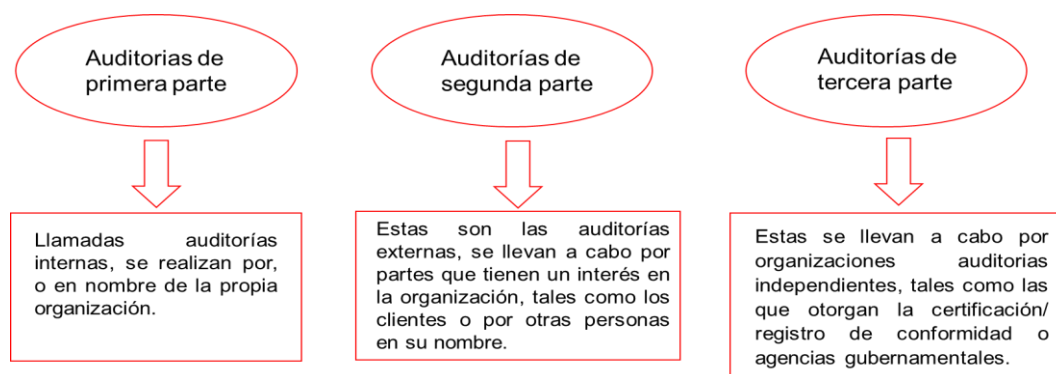 Auditorias de
primera parte
Auditorías de
segunda parte
Auditorías de
tercera parte
Llamadas auditorías
internas, se realizan por,
o en nombre de la propia
organización.
Estas son las auditorías
externas, se llevan a cabo por
partes que tienen un interés en
la organización, tales como los
clientes o por otras personas
en su nombre.
Estas se llevan a cabo por
organizaciones auditorias
independientes, tales como las
que otorgan la certificación/
registro de conformidad o
agencias gubernamentales.